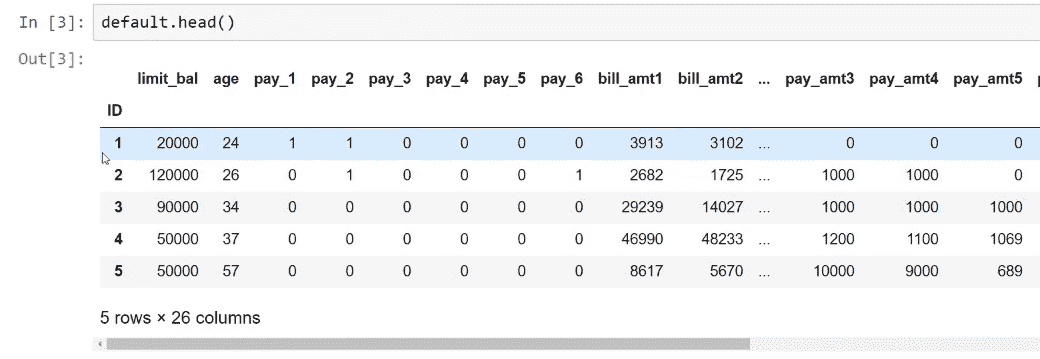 In [3]: default.head()
Out[3]:
limit_bal age pay_1 pay_2 pay_3 pay_4 pay_5 pay_6 bill_amt1 bill_amt2 ... pay_amt3 pay_amt4 pay_amt5
ID
1 20000 24 1 1 0 0 0 0 3913 3102 ... 0 0 0
2 120000 26 0 1 0 0 0 1 2682 1725 ... 1000 1000 0
3 90000 34 0 0 0 0 0 0 29239 14027 ... 1000 1000 1000
4 50000 37 0 0 0 0 0 0 46990 48233 ... 1200 1100 1069
5 50000 57 0 0 0 0 0 0 8617 5670 ... 10000 9000 689
5 rows × 26 columns